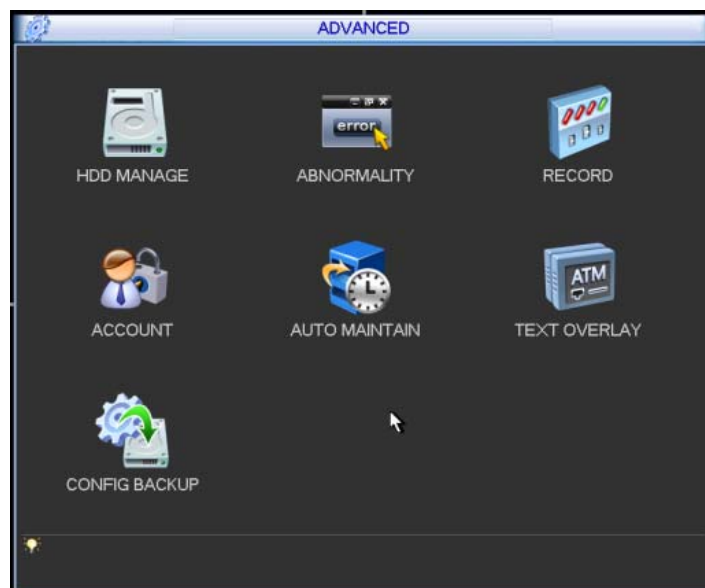 ADVANCED
error
HDD MANAGE
ABNORMALITY
RECORD
ATM
ACCOUNT
AUTO MAINTAIN
TEXT OVERLAY
CONFIG BACKUP